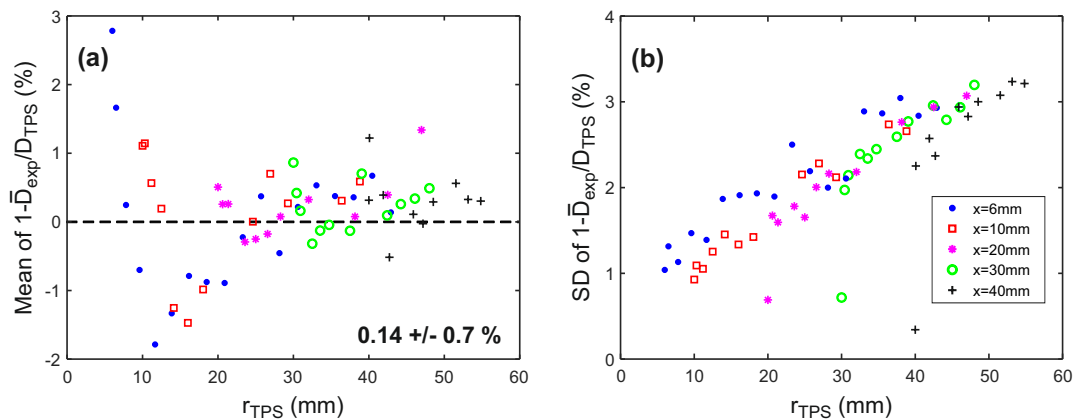 (a)
Mean of 1-D̄exp/DTPS (%)
3
2
1
0
-1
-2
0 10 20 30 40 50 60
rTPS (mm)
0.14 +/- 0.7 %
(b)
SD of 1-D̄exp/DTPS (%)
4
3
2
1
0
0 10 20 30 40 50 60
rTPS (mm)
x=6mm
x=10mm
x=20mm
x=30mm
x=40mm